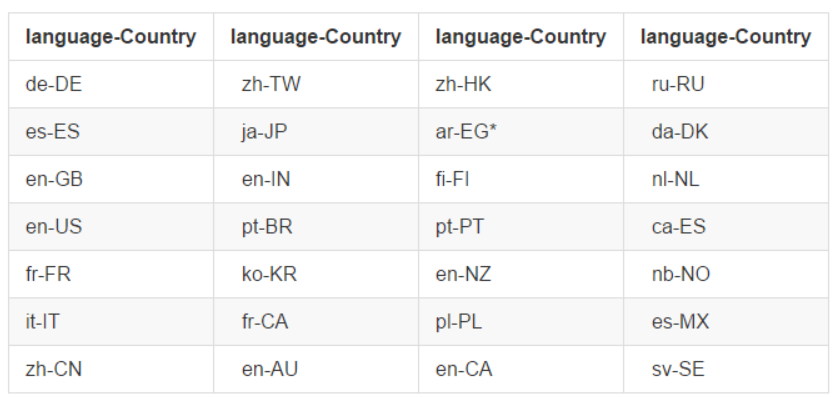 language-Country language-Country language-Country language-Country
de-DE zh-TW zh-HK ru-RU
es-ES ja-JP ar-EG* da-DK
en-GB en-IN fi-FI nl-NL
en-US pt-BR pt-PT ca-ES
fr-FR ko-KR en-NZ nb-NO
it-IT fr-CA pl-PL es-MX
zh-CN en-AU en-CA sv-SE